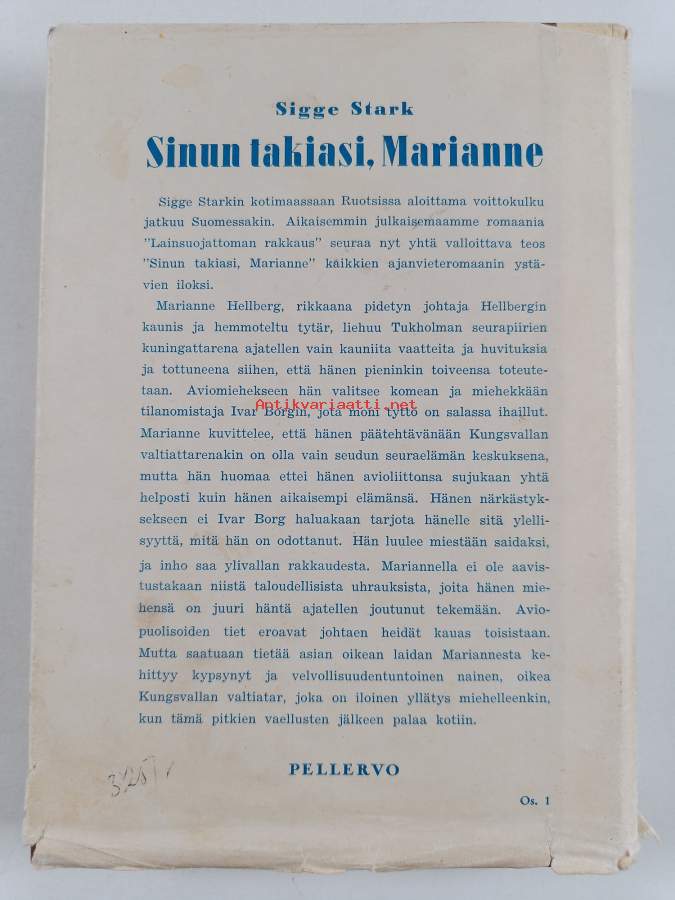 Sigge Stark
Sinun takiasi, Marianne
Sigge Starkin kotimaassaan Ruotsissa aloittama voittokulku
jatkuu Suomessakin. Aikaisemmin julkaisemaamme romaania
"Lainsuojattoman rakkaus" seuraa nyt yhtä valloittava teos
"Sinun takiasi, Marianne" kaikkien ajanvieteromaanin ystä-
vien iloksi.
Marianne Hellberg, rikkaana pidetyn johtaja Hellbergin
kaunis ja hemmoteltu tytär, liehuu Tukholman seurapiirien
kuningattarena ajatellen vain kauniita vaatteita ja huvituksia
ja tottuneena siihen, että hänen pieninkin toiveensa toteute-
taan. Aviomiehekseen hän valitsee komean ja miehekkään
Antikvariaatti.net
tilanomistaja Ivar Borgin, jota moni tyttö on salassa ihaillut.
Marianne kuvittelee, että hänen päätehtävänään Kungsvallan
valtiattarenakin on olla vain seudun seuraelämän keskuksena,
mutta hän huomaa ettei hänen avioliittonsa sujukaan yhtä
helposti kuin hänen aikaisempi elämänsä. Hänen närkästyk-
sekseen ei Ivar Borg haluakaan tarjota hänelle sitä ylelli-
syyttä, mitä hän on odottanut. Hän luulee miestään saidaksi,
ja inho saa ylivallan rakkaudesta. Mariannella ei ole aavis-
tustakaan niistä taloudellisista uhrauksista, joita hänen mie-
hensä on juuri häntä ajatellen joutunut tekemään. Avio-
puolisoiden tiet eroavat johtaen heidät kauas toisistaan.
Mutta saatuaan tietää asian oikean laidan Mariannesta ke-
hittyy kypsynyt ja velvollisuudentuntoinen nainen, oikea
Kungsvallan valtiatar, joka on iloinen yllätys miehelleenkin,
kun tämä pitkien vaellusten jälkeen palaa kotiin.
PELLERVO
Os. 1